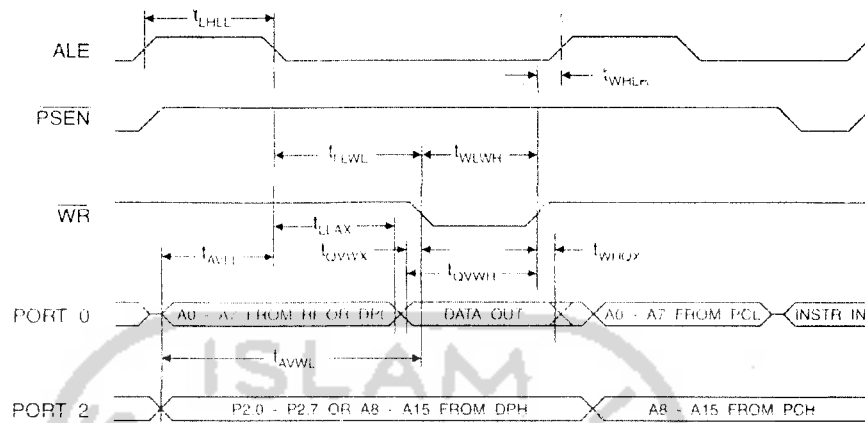 tLHLL
ALE
tWHLH
PSEN
tLLWL
tWLWH
WR
tLLAX
tAVLL
tQVWX
tWHQX
tQVWH
PORT 0
A0 - A7 FROM RI OR DPL
DATA OUT
A0 - A7 FROM PCL
INSTR IN
tAVWL
ISLAM
PORT 2
P2.0 - P2.7 OR A8 - A15 FROM DPH
A8 - A15 FROM PCH